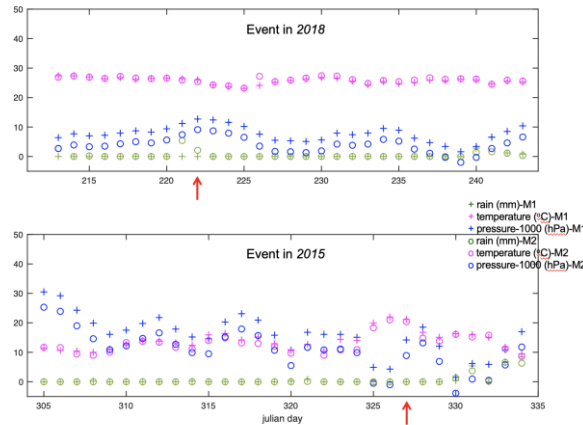 Event in 2018
50
40
30
20
10
0
215
220
225
230
235
240
+ rain (mm)-M1
+ temperature (ºC)-M1
+ pressure-1000 (hPa)-M1
o rain (mm)-M2
o temperature (ºC)-M2
o pressure-1000 (hPa)-M2
Event in 2015
50
40
30
20
10
0
305
310
315
320
325
330
335
julian day